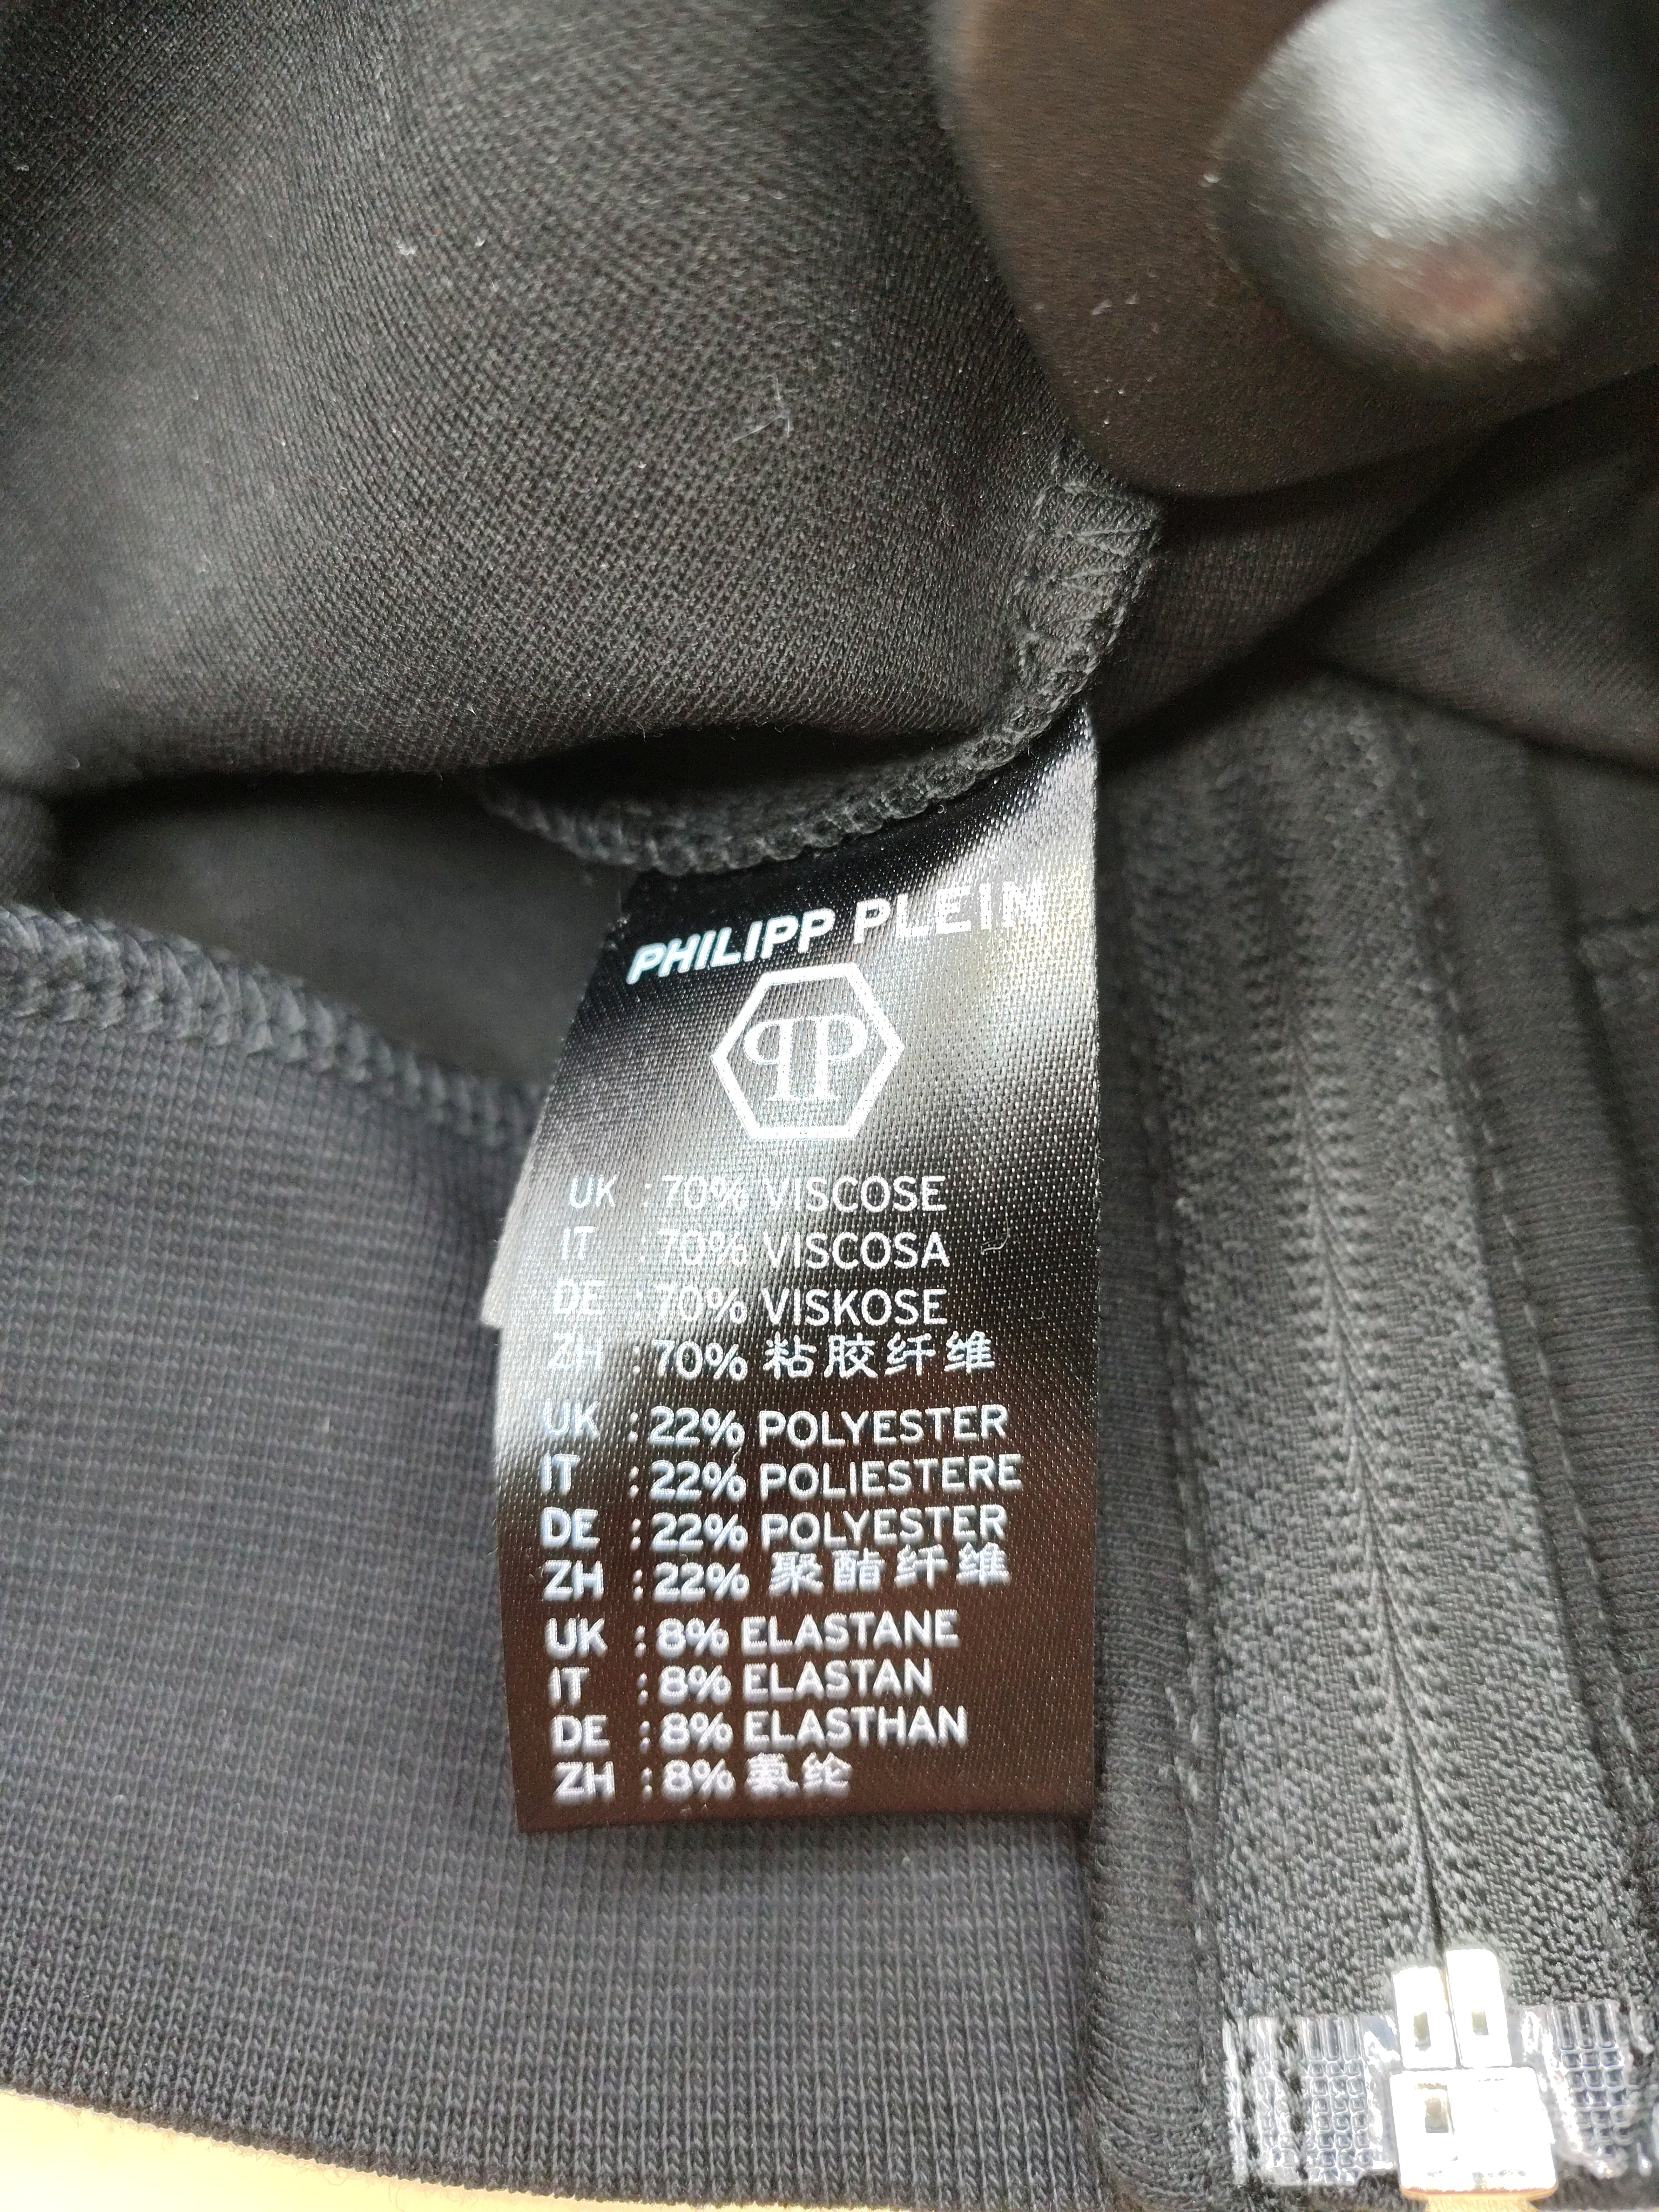 PHILIPP PLEIN
PP
UK : 70% VISCOSE
IT : 70% VISCOSA
DE : 70% VISKOSE
ZH : 70% 粘胶纤维
UK : 22% POLYESTER
IT : 22% POLIESTERE
DE : 22% POLYESTER
ZH : 22% 聚酯纤维
UK : 8% ELASTANE
IT : 8% ELASTAN
DE : 8% ELASTHAN
ZH : 8% 氨纶